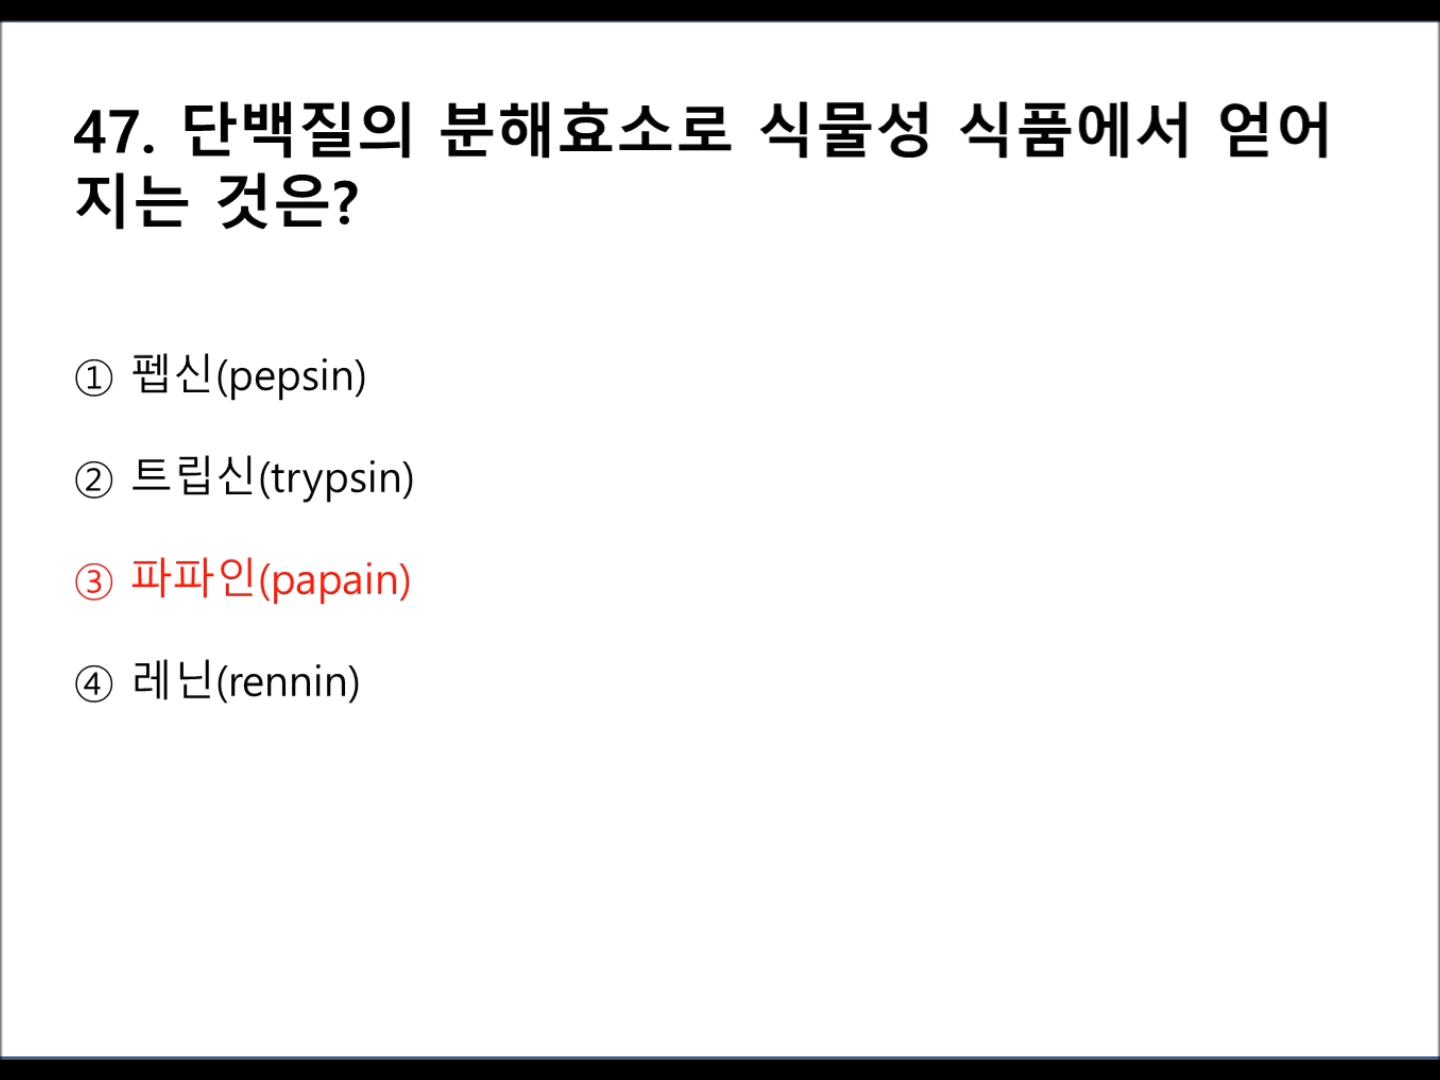 47. 단백질의 분해효소로 식물성 식품에서 얻어
지는 것은?
① 펩신(pepsin)
② 트립신(trypsin)
③ 파파인(papain)
④ 레닌(rennin)